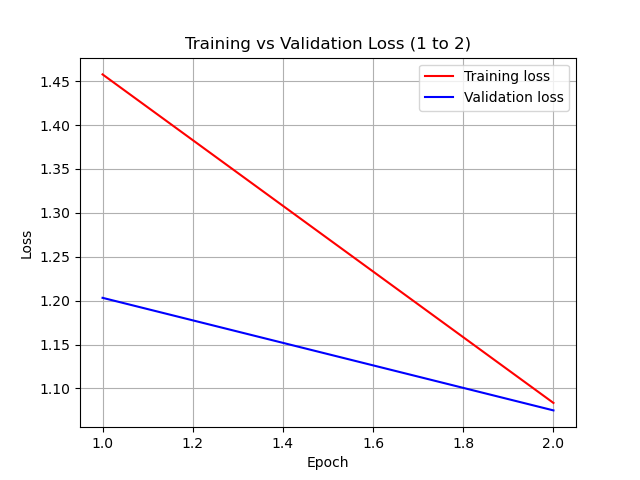 Training vs Validation Loss (1 to 2)
Training loss
Validation loss
1.45
1.40
1.35
1.30
1.25
1.20
1.15
1.10
Loss
1.0 1.2 1.4 1.6 1.8 2.0
Epoch